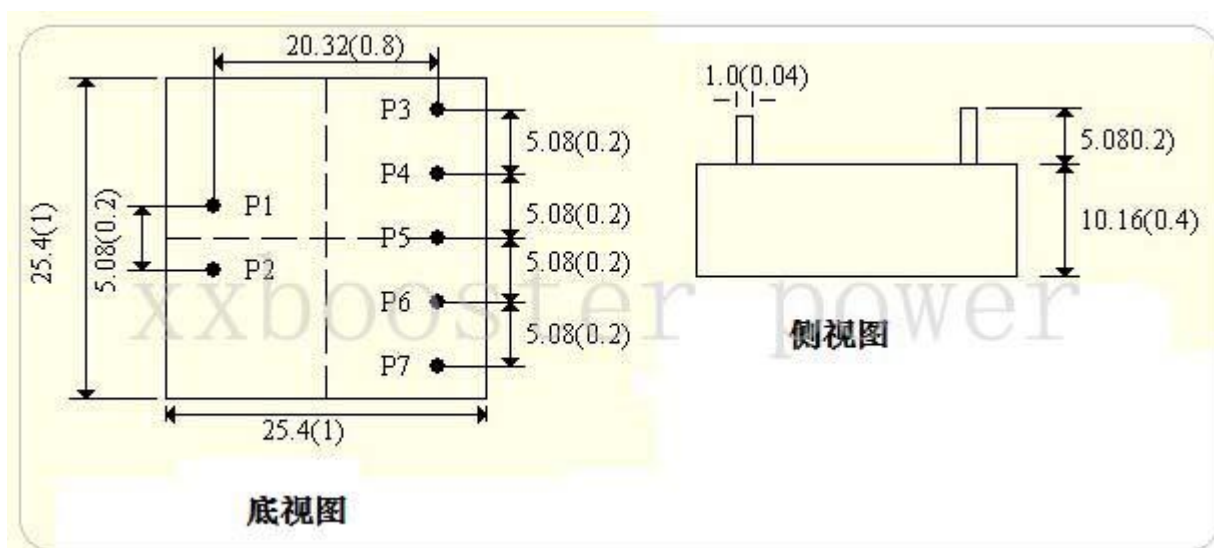 20.32(0.8)
P3
5.08(0.2)
P4
5.08(0.2)
P1
P5
5.08(0.2)
P2
P6
5.08(0.2)
P7
25.4(1)
5.08(0.2)
25.4(1)
底视图
1.0(0.04)
5.080.2)
10.16(0.4)
侧视图
xxbooster power